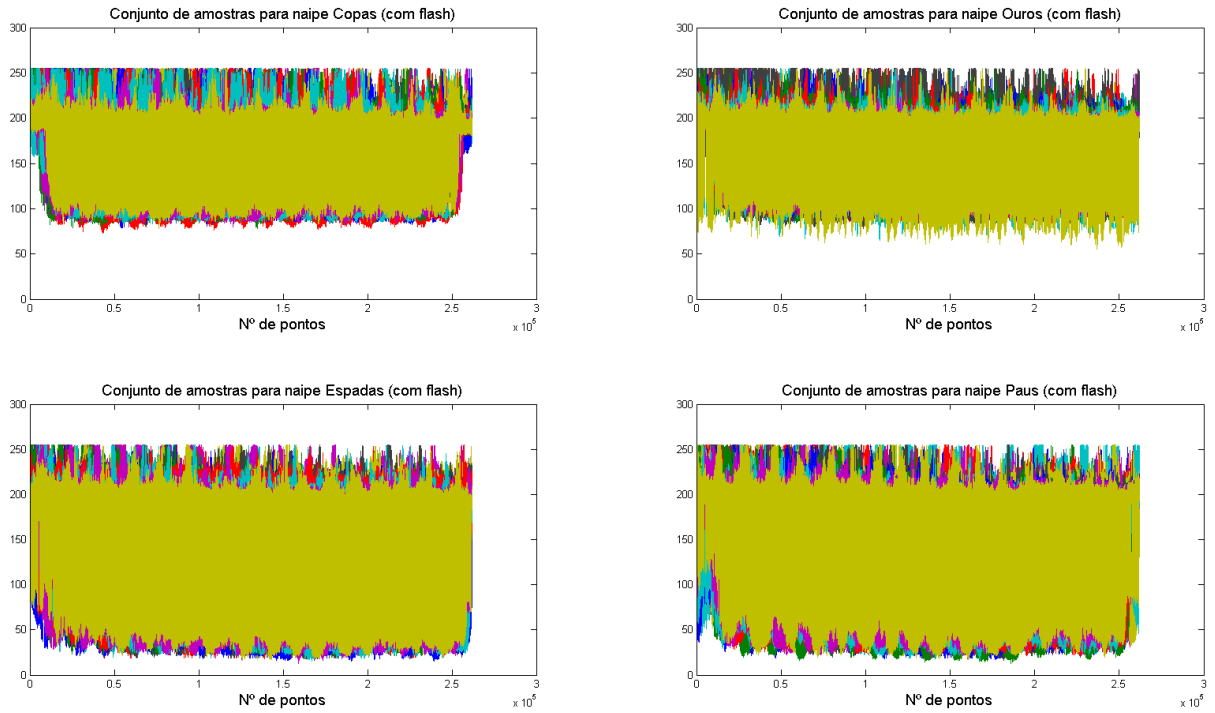 Conjunto de amostras para naipe Copas (com flash)
300
250
200
150
100
50
0
0 0.5 1 1.5 2 2.5 3
Nº de pontos
x 10^5
Conjunto de amostras para naipe Ouros (com flash)
300
250
200
150
100
50
0
0 0.5 1 1.5 2 2.5 3
Nº de pontos
x 10^5
Conjunto de amostras para naipe Espadas (com flash)
300
250
200
150
100
50
0
0 0.5 1 1.5 2 2.5 3
Nº de pontos
x 10^5
Conjunto de amostras para naipe Paus (com flash)
300
250
200
150
100
50
0
0 0.5 1 1.5 2 2.5 3
Nº de pontos
x 10^5